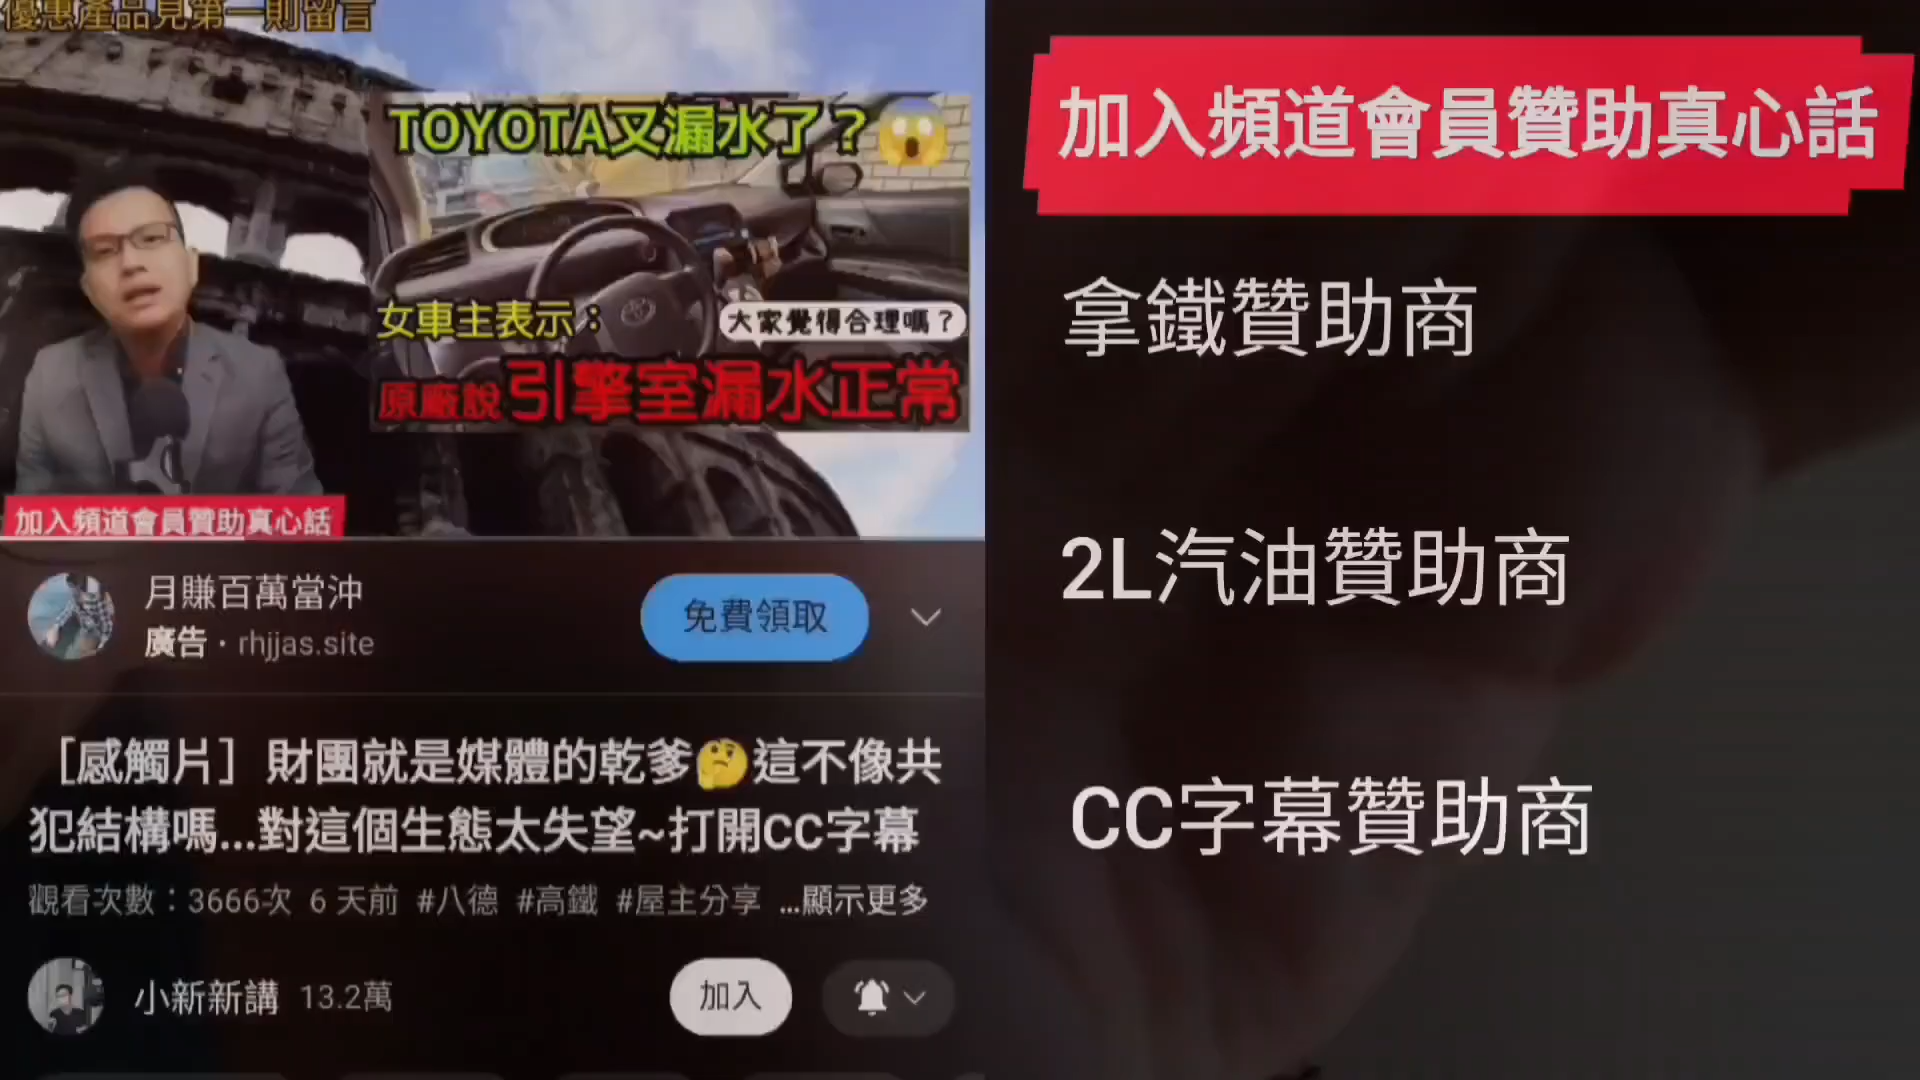 優惠產品見第一則留言
TOYOTA又漏水了？
女車主表示：
大家覺得合理嗎？
原廠說引擎室漏水正常
加入頻道會員贊助真心話
月賺百萬當沖
廣告・rhjjas.site
免費領取
［感觸片］財團就是媒體的乾爹🤔這不像共
犯結構嗎...對這個生態太失望~打開CC字幕
觀看次數：3666次 6 天前 #八德 #高鐵 #屋主分享 ...顯示更多
小新新講 13.2萬
加入
加入頻道會員贊助真心話
拿鐵贊助商
2L汽油贊助商
CC字幕贊助商